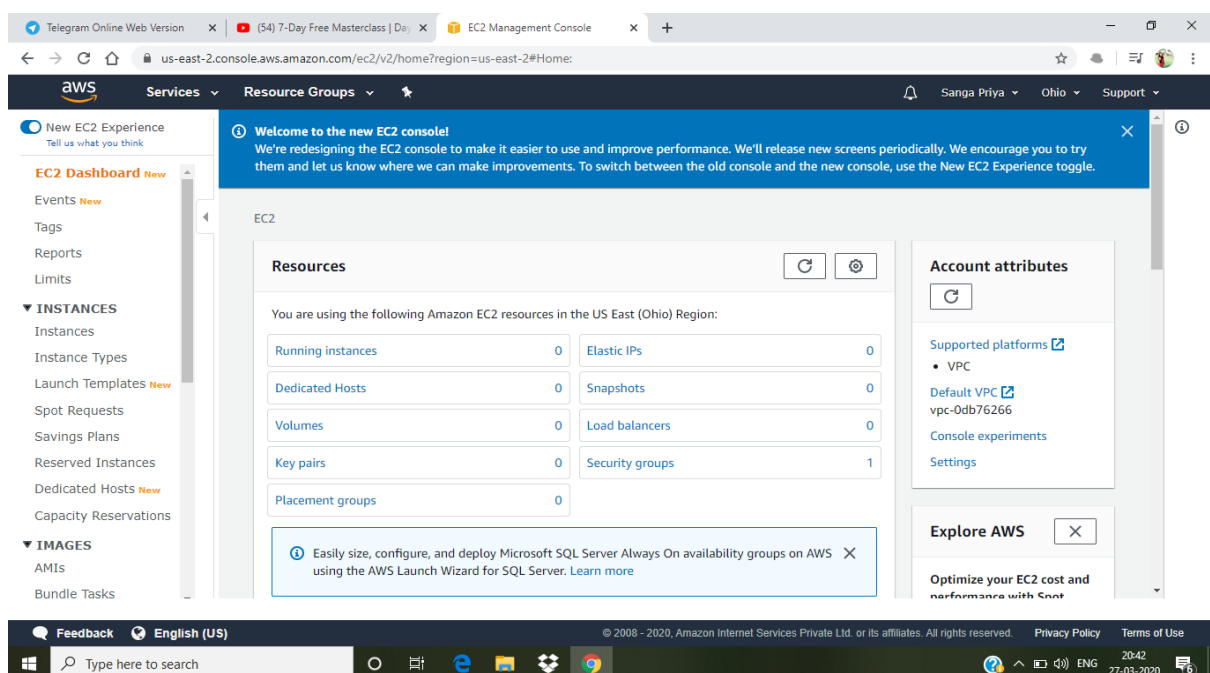 Telegram Online Web Version
(54) 7-Day Free Masterclass | Day
EC2 Management Console
us-east-2.console.aws.amazon.com/ec2/v2/home?region=us-east-2#Home:
aws
Services
Resource Groups
Sanga Priya
Ohio
Support
New EC2 Experience
Tell us what you think
EC2 Dashboard New
Events New
Tags
Reports
Limits
INSTANCES
Instances
Instance Types
Launch Templates New
Spot Requests
Savings Plans
Reserved Instances
Dedicated Hosts New
Capacity Reservations
IMAGES
AMIs
Bundle Tasks
Welcome to the new EC2 console!
We're redesigning the EC2 console to make it easier to use and improve performance. We'll release new screens periodically. We encourage you to try
them and let us know where we can make improvements. To switch between the old console and the new console, use the New EC2 Experience toggle.
EC2
Resources
You are using the following Amazon EC2 resources in the US East (Ohio) Region:
Running instances 0
Elastic IPs 0
Dedicated Hosts 0
Snapshots 0
Volumes 0
Load balancers 0
Key pairs 0
Security groups 1
Placement groups 0
Easily size, configure, and deploy Microsoft SQL Server Always On availability groups on AWS
using the AWS Launch Wizard for SQL Server. Learn more
Account attributes
Supported platforms
• VPC
Default VPC
vpc-0db76266
Console experiments
Settings
Explore AWS
Optimize your EC2 cost and
performance with Spot
Feedback
English (US)
© 2008 - 2020, Amazon Internet Services Private Ltd. or its affiliates. All rights reserved.
Privacy Policy
Terms of Use
Type here to search
ENG
20:42
27-03-2020
6